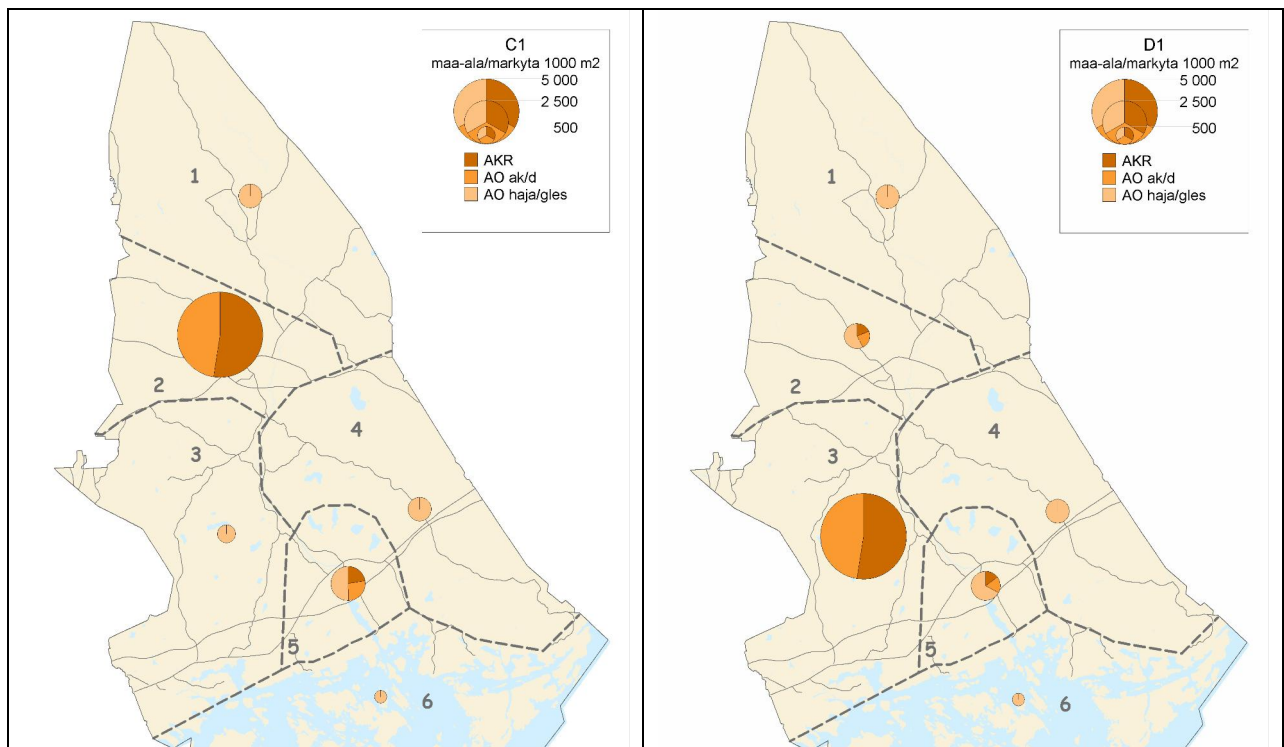 C1
maa-ala/markyta 1000 m2
5 000
2 500
500
AKR
AO ak/d
AO haja/gles
1
2
3
4
5
6
D1
maa-ala/markyta 1000 m2
5 000
2 500
500
AKR
AO ak/d
AO haja/gles
1
2
3
4
5
6